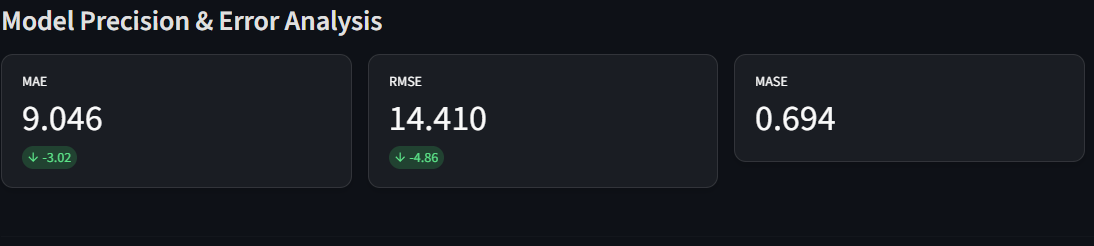 Model Precision & Error Analysis
MAE
9.046
↓ -3.02
RMSE
14.410
↓ -4.86
MASE
0.694